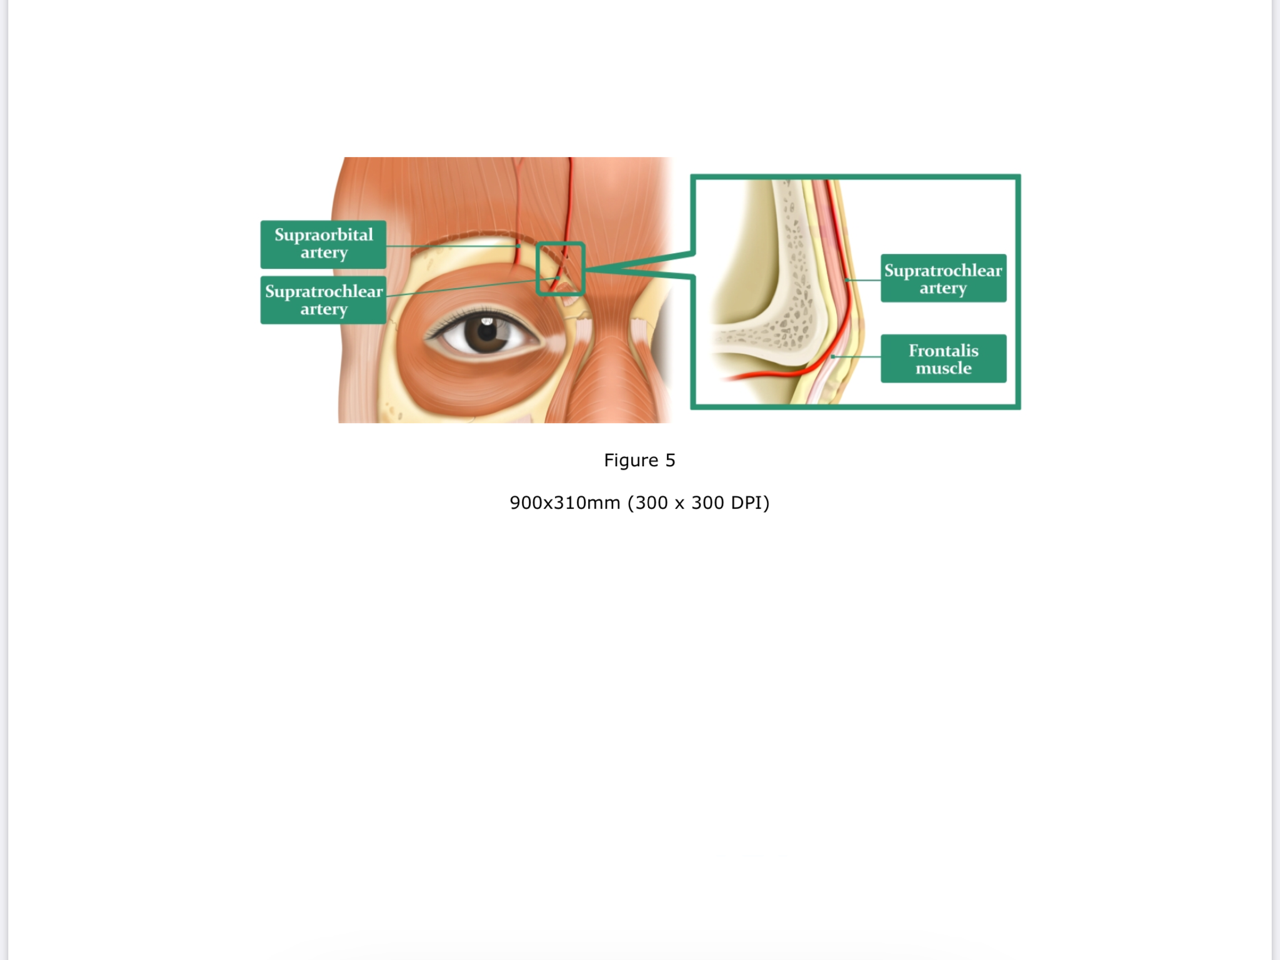 Supraorbital
artery
Supratrochlear
artery
Supratrochlear
artery
Frontalis
muscle
Figure 5
900x310mm (300 x 300 DPI)